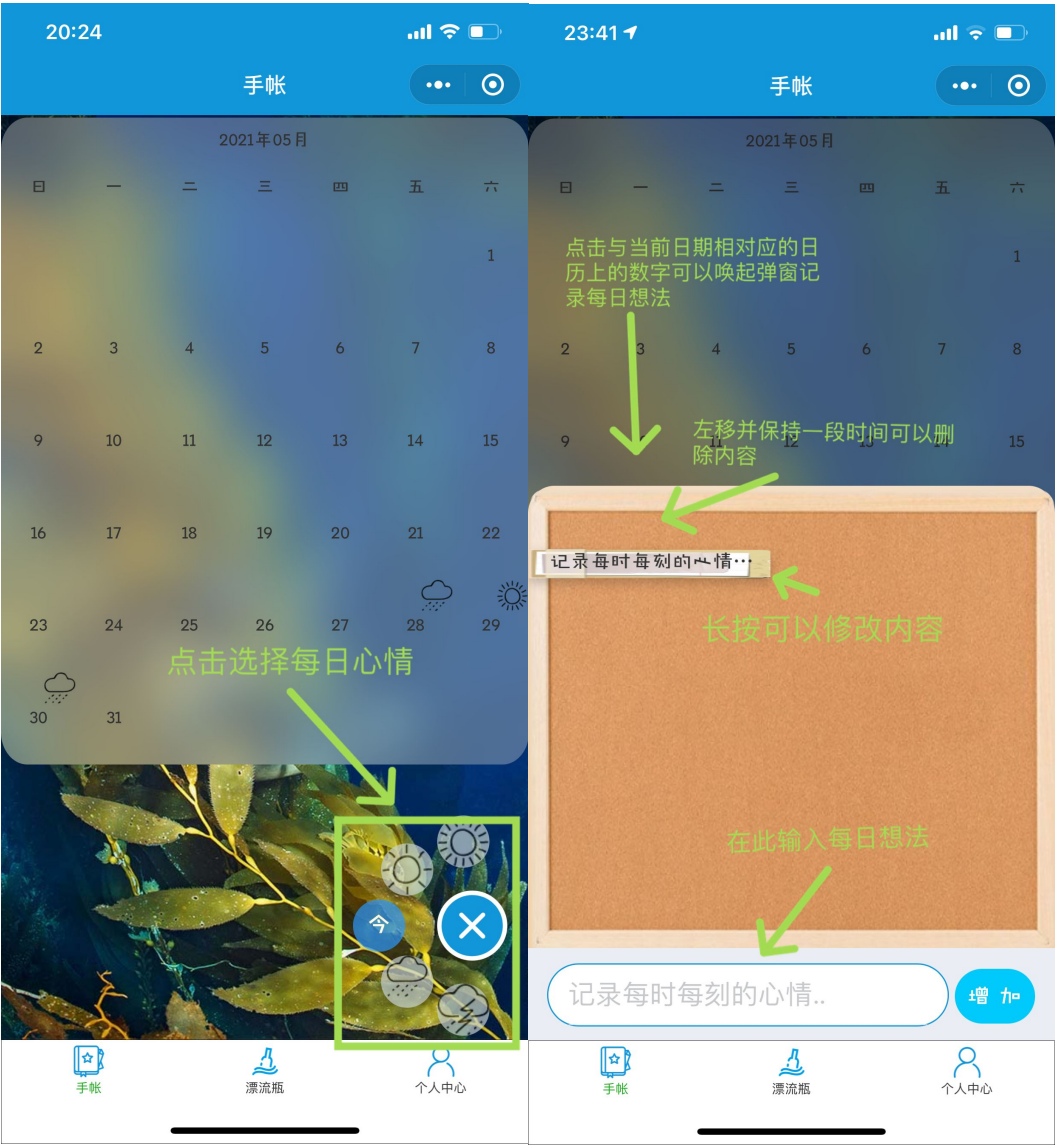 20:24
手帐
2021年05月
日 一 二 三 四 五 六
1
2 3 4 5 6 7 8
9 10 11 12 13 14 15
16 17 18 19 20 21 22
23 24 25 26 27 28 29
点击选择每日心情
30 31
今
手帐 漂流瓶 个人中心
23:41
手帐
2021年05月
日 一 二 三 四 五 六
点击与当前日期相对应的日
历上的数字可以唤起弹窗记
录每日想法
1
2 3 4 5 6 7 8
左移并保持一段时间可以删
除内容
9 11 12 13 14 15
记录每时每刻的心情…
长按可以修改内容
在此输入每日想法
记录每时每刻的心情..
增 加
手帐 漂流瓶 个人中心